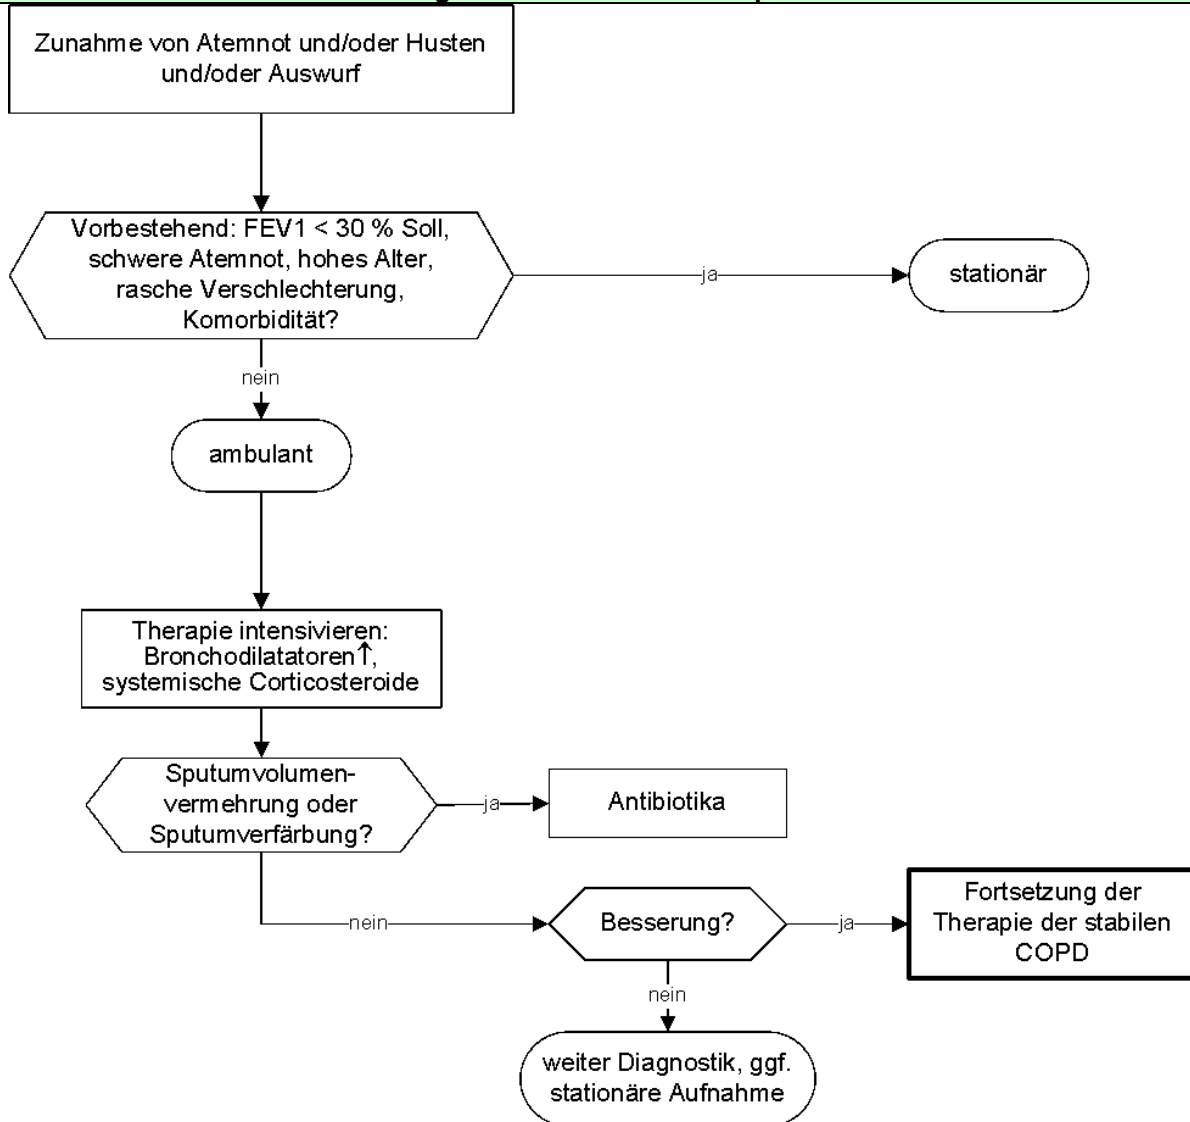 Zunahme von Atemnot und/oder Husten
und/oder Auswurf
Vorbestehend: FEV1 < 30 % Soll,
schwere Atemnot, hohes Alter,
rasche Verschlechterung,
Komorbidität?
ja
stationär
nein
ambulant
Therapie intensivieren:
Bronchodilatatoren↑,
systemische Corticosteroide
Sputumvolumen-
vermehrung oder
Sputumverfärbung?
ja
Antibiotika
nein
Besserung?
ja
Fortsetzung der
Therapie der stabilen
COPD
nein
weiter Diagnostik, ggf.
stationäre Aufnahme